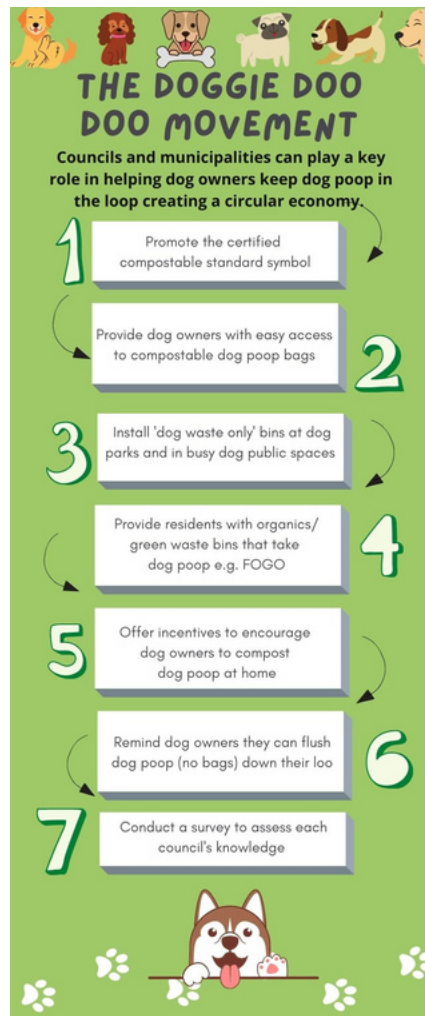 THE DOGGIE DOO
DOO MOVEMENT
Councils and municipalities can play a key
role in helping dog owners keep dog poop in
the loop creating a circular economy.
1
Promote the certified
compostable standard symbol
Provide dog owners with easy access
to compostable dog poop bags
2
3
Install 'dog waste only' bins at dog
parks and in busy dog public spaces
Provide residents with organics/
green waste bins that take
dog poop e.g. FOGO
4
5
Offer incentives to encourage
dog owners to compost
dog poop at home
Remind dog owners they can flush
dog poop (no bags) down their loo
6
7
Conduct a survey to assess each
council's knowledge